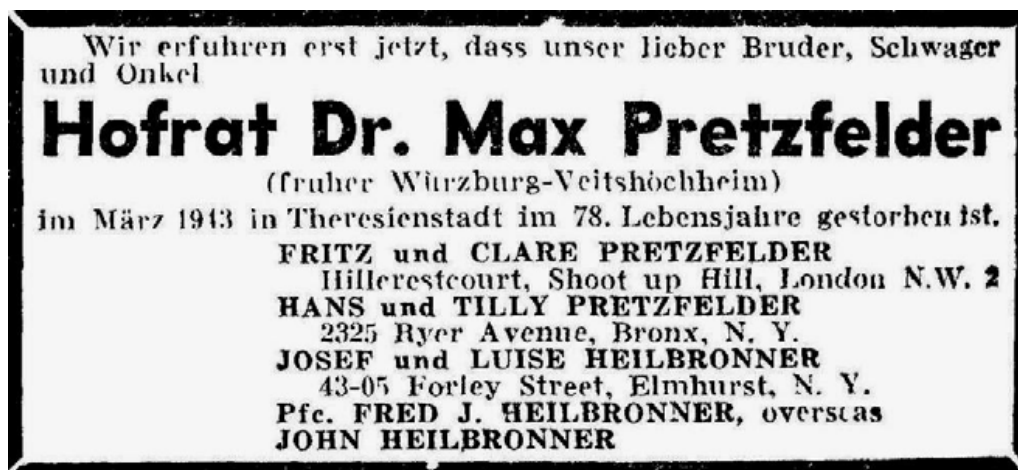 Wir erfuhren erst jetzt, dass unser lieber Bruder, Schwager
und Onkel
Hofrat Dr. Max Pretzfelder
(fruher Würzburg-Veitshöchheim)
im März 1943 in Theresienstadt im 78. Lebensjahre gestorben ist.
FRITZ und CLARE PRETZFELDER
Hillcrestcourt, Shoot up Hill, London N.W. 2
HANS und TILLY PRETZFELDER
2325 Ryer Avenue, Bronx, N. Y.
JOSEF und LUISE HEILBRONNER
43-05 Forley Street, Elmhurst, N. Y.
Pfc. FRED J. HEILBRONNER, overseas
JOHN HEILBRONNER